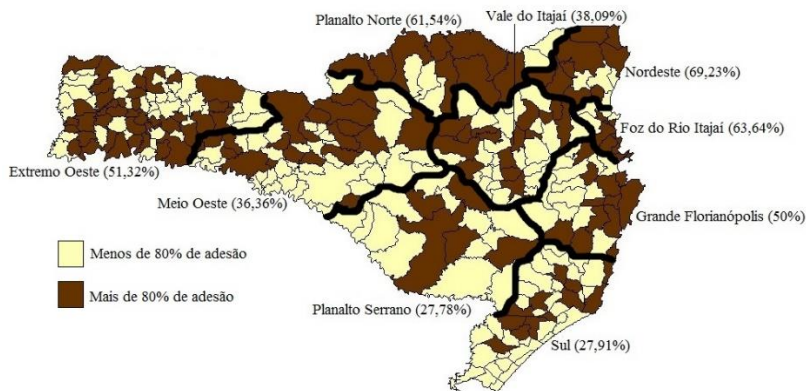 Planalto Norte (61,54%)
Vale do Itajaí (38,09%)
Nordeste (69,23%)
Foz do Rio Itajaí (63,64%)
Extremo Oeste (51,32%)
Meio Oeste (36,36%)
Grande Florianópolis (50%)
Menos de 80% de adesão
Mais de 80% de adesão
Planalto Serrano (27,78%)
Sul (27,91%)